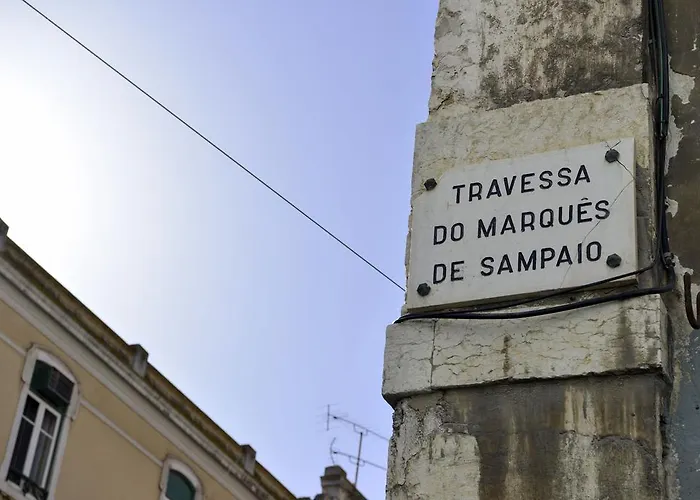 TRAVESSA
DO MARQUÊS
DE SAMPAIO